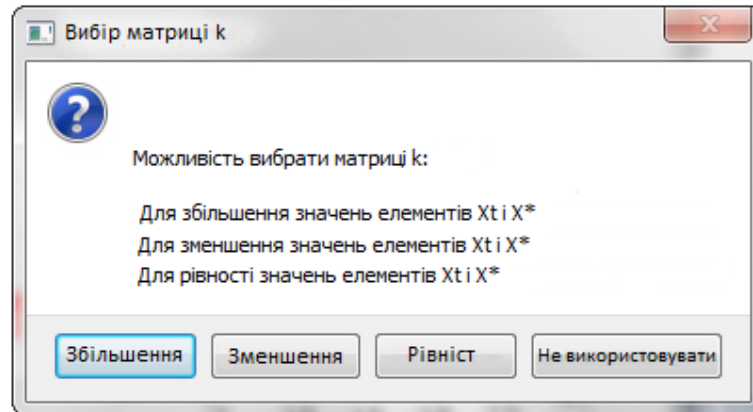 Вибір матриці k
Можливість вибрати матриці k:
Для збільшення значень елементів Xt і X*
Для зменшення значень елементів Xt і X*
Для рівності значень елементів Xt і X*
Збільшення Зменшення Рівніст Не використовувати